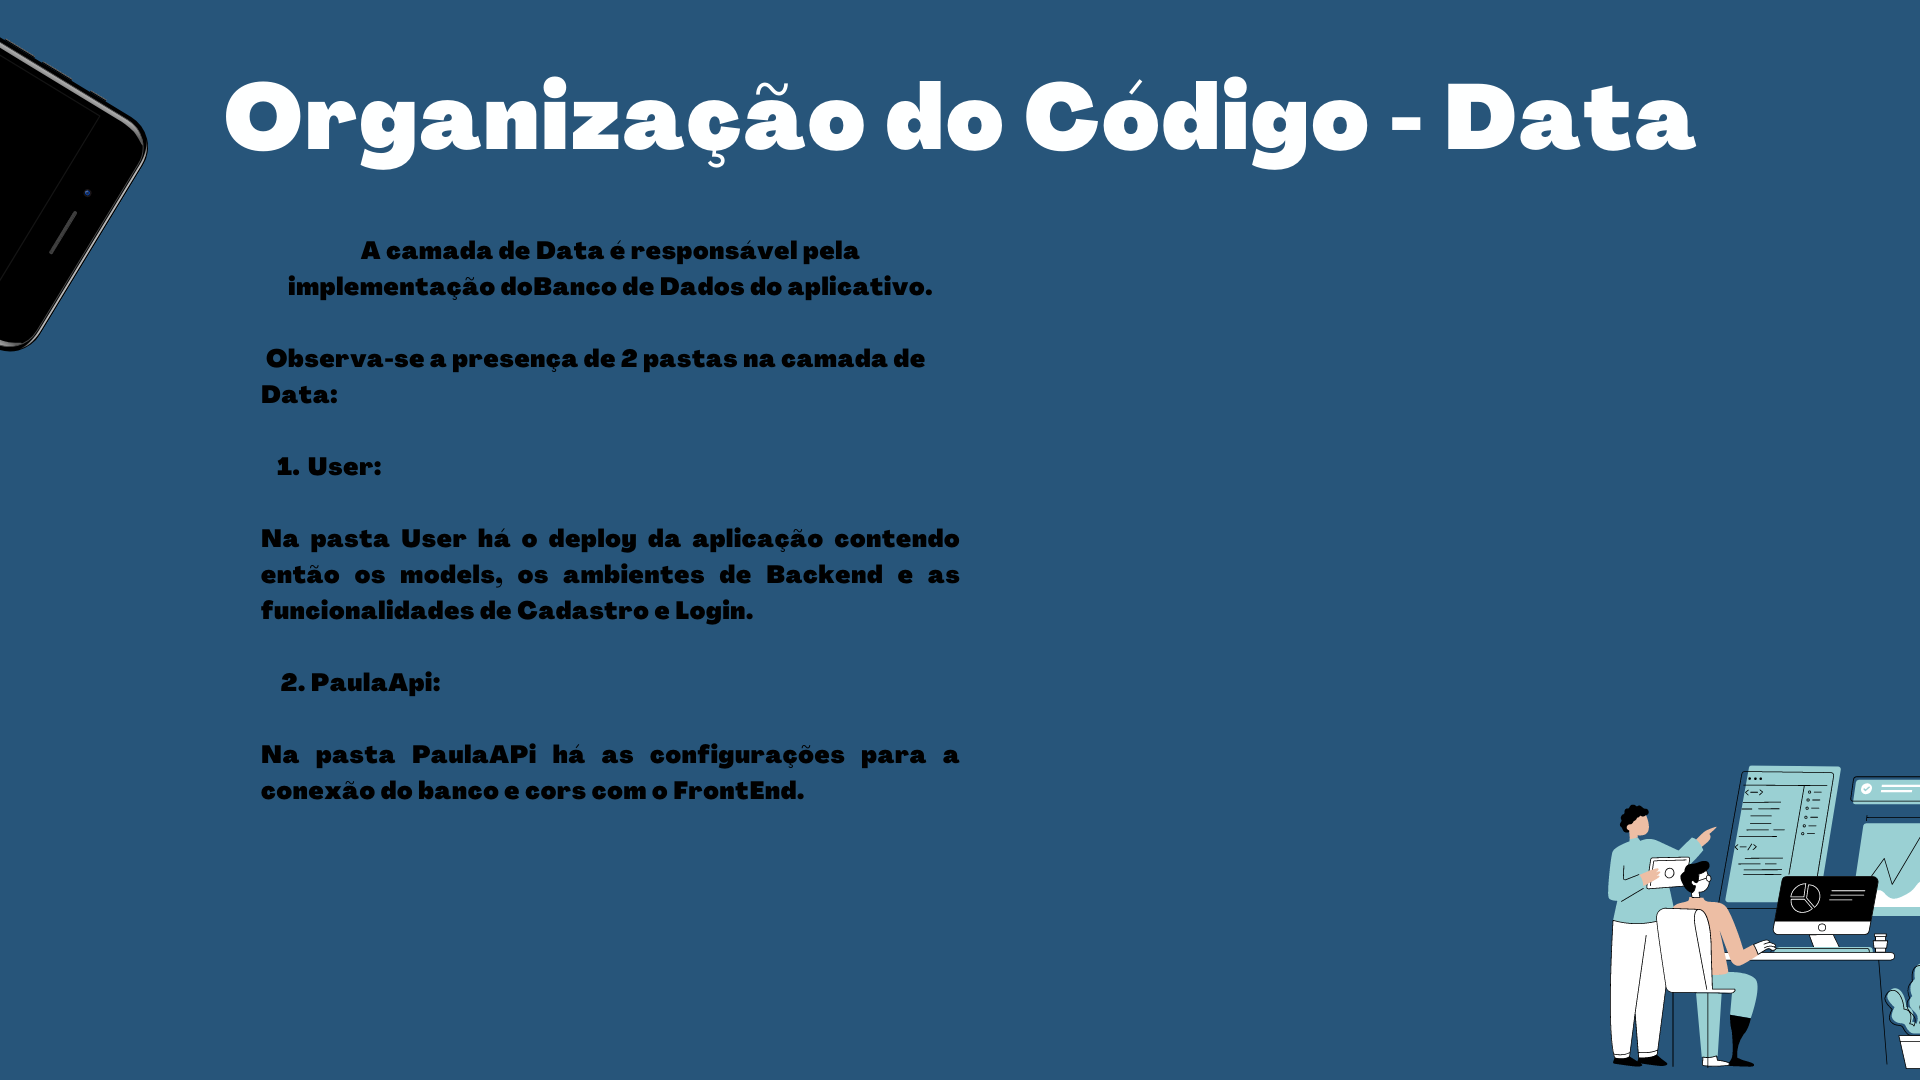 Organização do Código - Data
A camada de Data é responsável pela
implementação doBanco de Dados do aplicativo.
Observa-se a presença de 2 pastas na camada de
Data:
1. User:
Na pasta User há o deploy da aplicação contendo
então os models, os ambientes de Backend e as
funcionalidades de Cadastro e Login.
2. PaulaApi:
Na pasta PaulaAPi há as configurações para a
conexão do banco e cors com o FrontEnd.